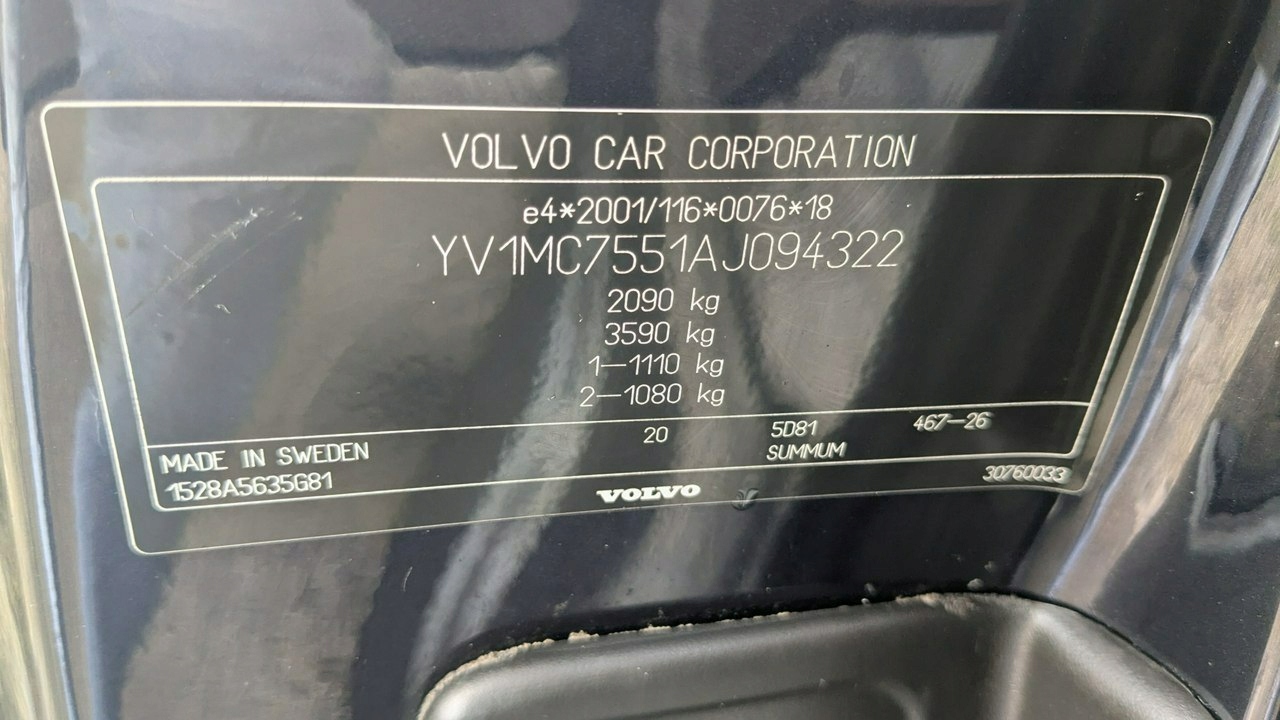 VOLVO CAR CORPORATION
e4*2001/116*0076*18
YV1MC7551AJ094322
2090 kg
3590 kg
1–1110 kg
2–1080 kg
MADE IN SWEDEN 20 5D81 467–26
SUMMUM
1528A5635G81 30760033
VOLVO